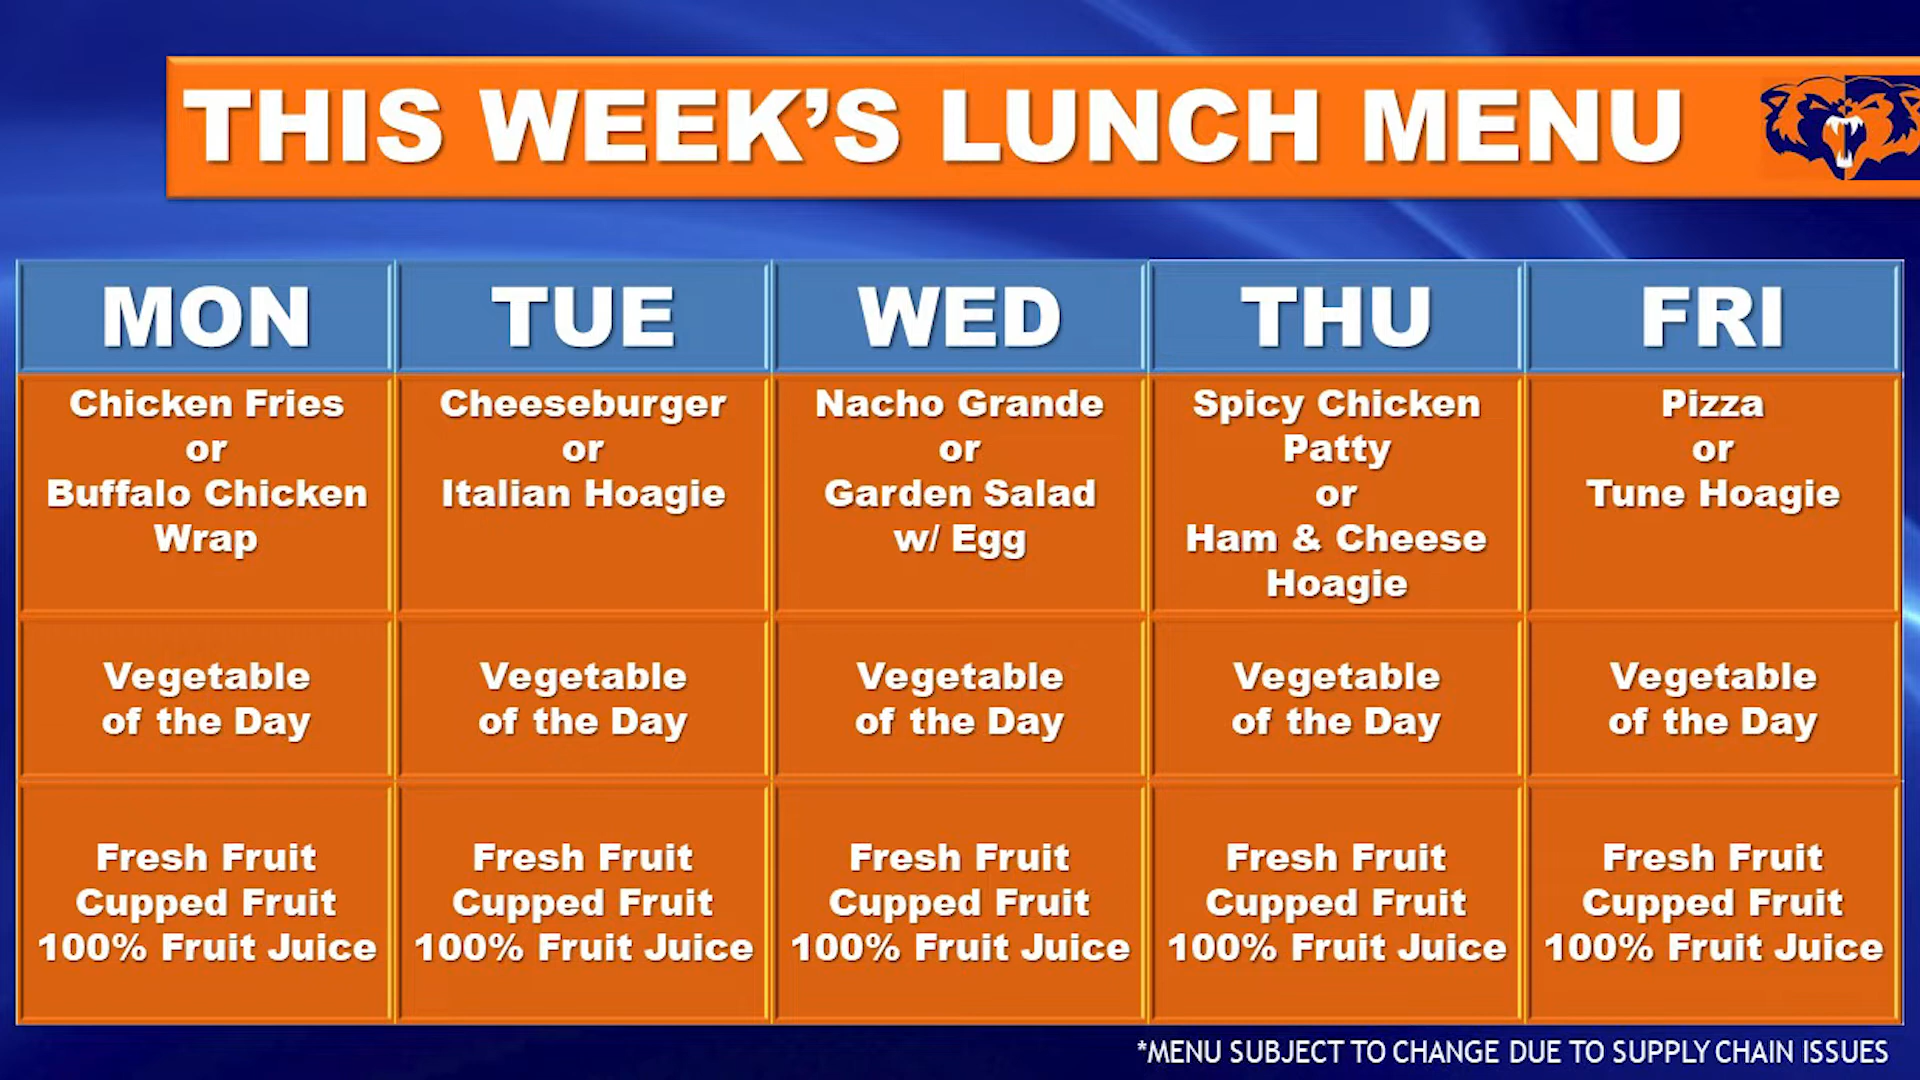 THIS WEEK'S LUNCH MENU
MON
TUE
WED
THU
FRI
Chicken Fries
or
Buffalo Chicken
Wrap
Cheeseburger
or
Italian Hoagie
Nacho Grande
or
Garden Salad
w/ Egg
Spicy Chicken
Patty
or
Ham & Cheese
Hoagie
Pizza
or
Tune Hoagie
Vegetable
of the Day
Vegetable
of the Day
Vegetable
of the Day
Vegetable
of the Day
Vegetable
of the Day
Fresh Fruit
Cupped Fruit
100% Fruit Juice
Fresh Fruit
Cupped Fruit
100% Fruit Juice
Fresh Fruit
Cupped Fruit
100% Fruit Juice
Fresh Fruit
Cupped Fruit
100% Fruit Juice
Fresh Fruit
Cupped Fruit
100% Fruit Juice
*MENU SUBJECT TO CHANGE DUE TO SUPPLY CHAIN ISSUES